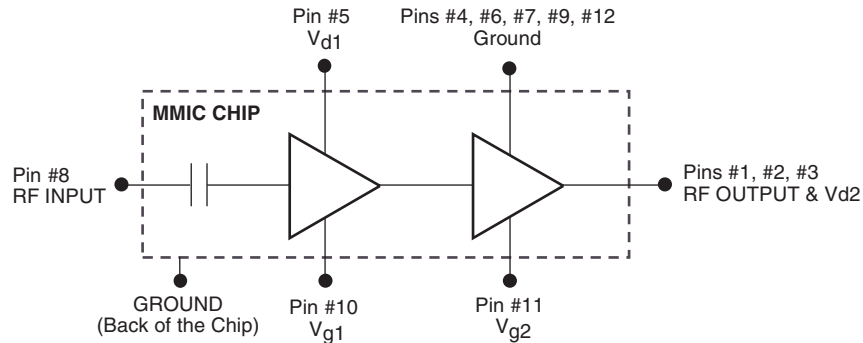 Pin #5
Vd1
Pins #4, #6, #7, #9, #12
Ground
MMIC CHIP
Pin #8
RF INPUT
Pins #1, #2, #3
RF OUTPUT & Vd2
GROUND
(Back of the Chip)
Pin #10
Vg1
Pin #11
Vg2